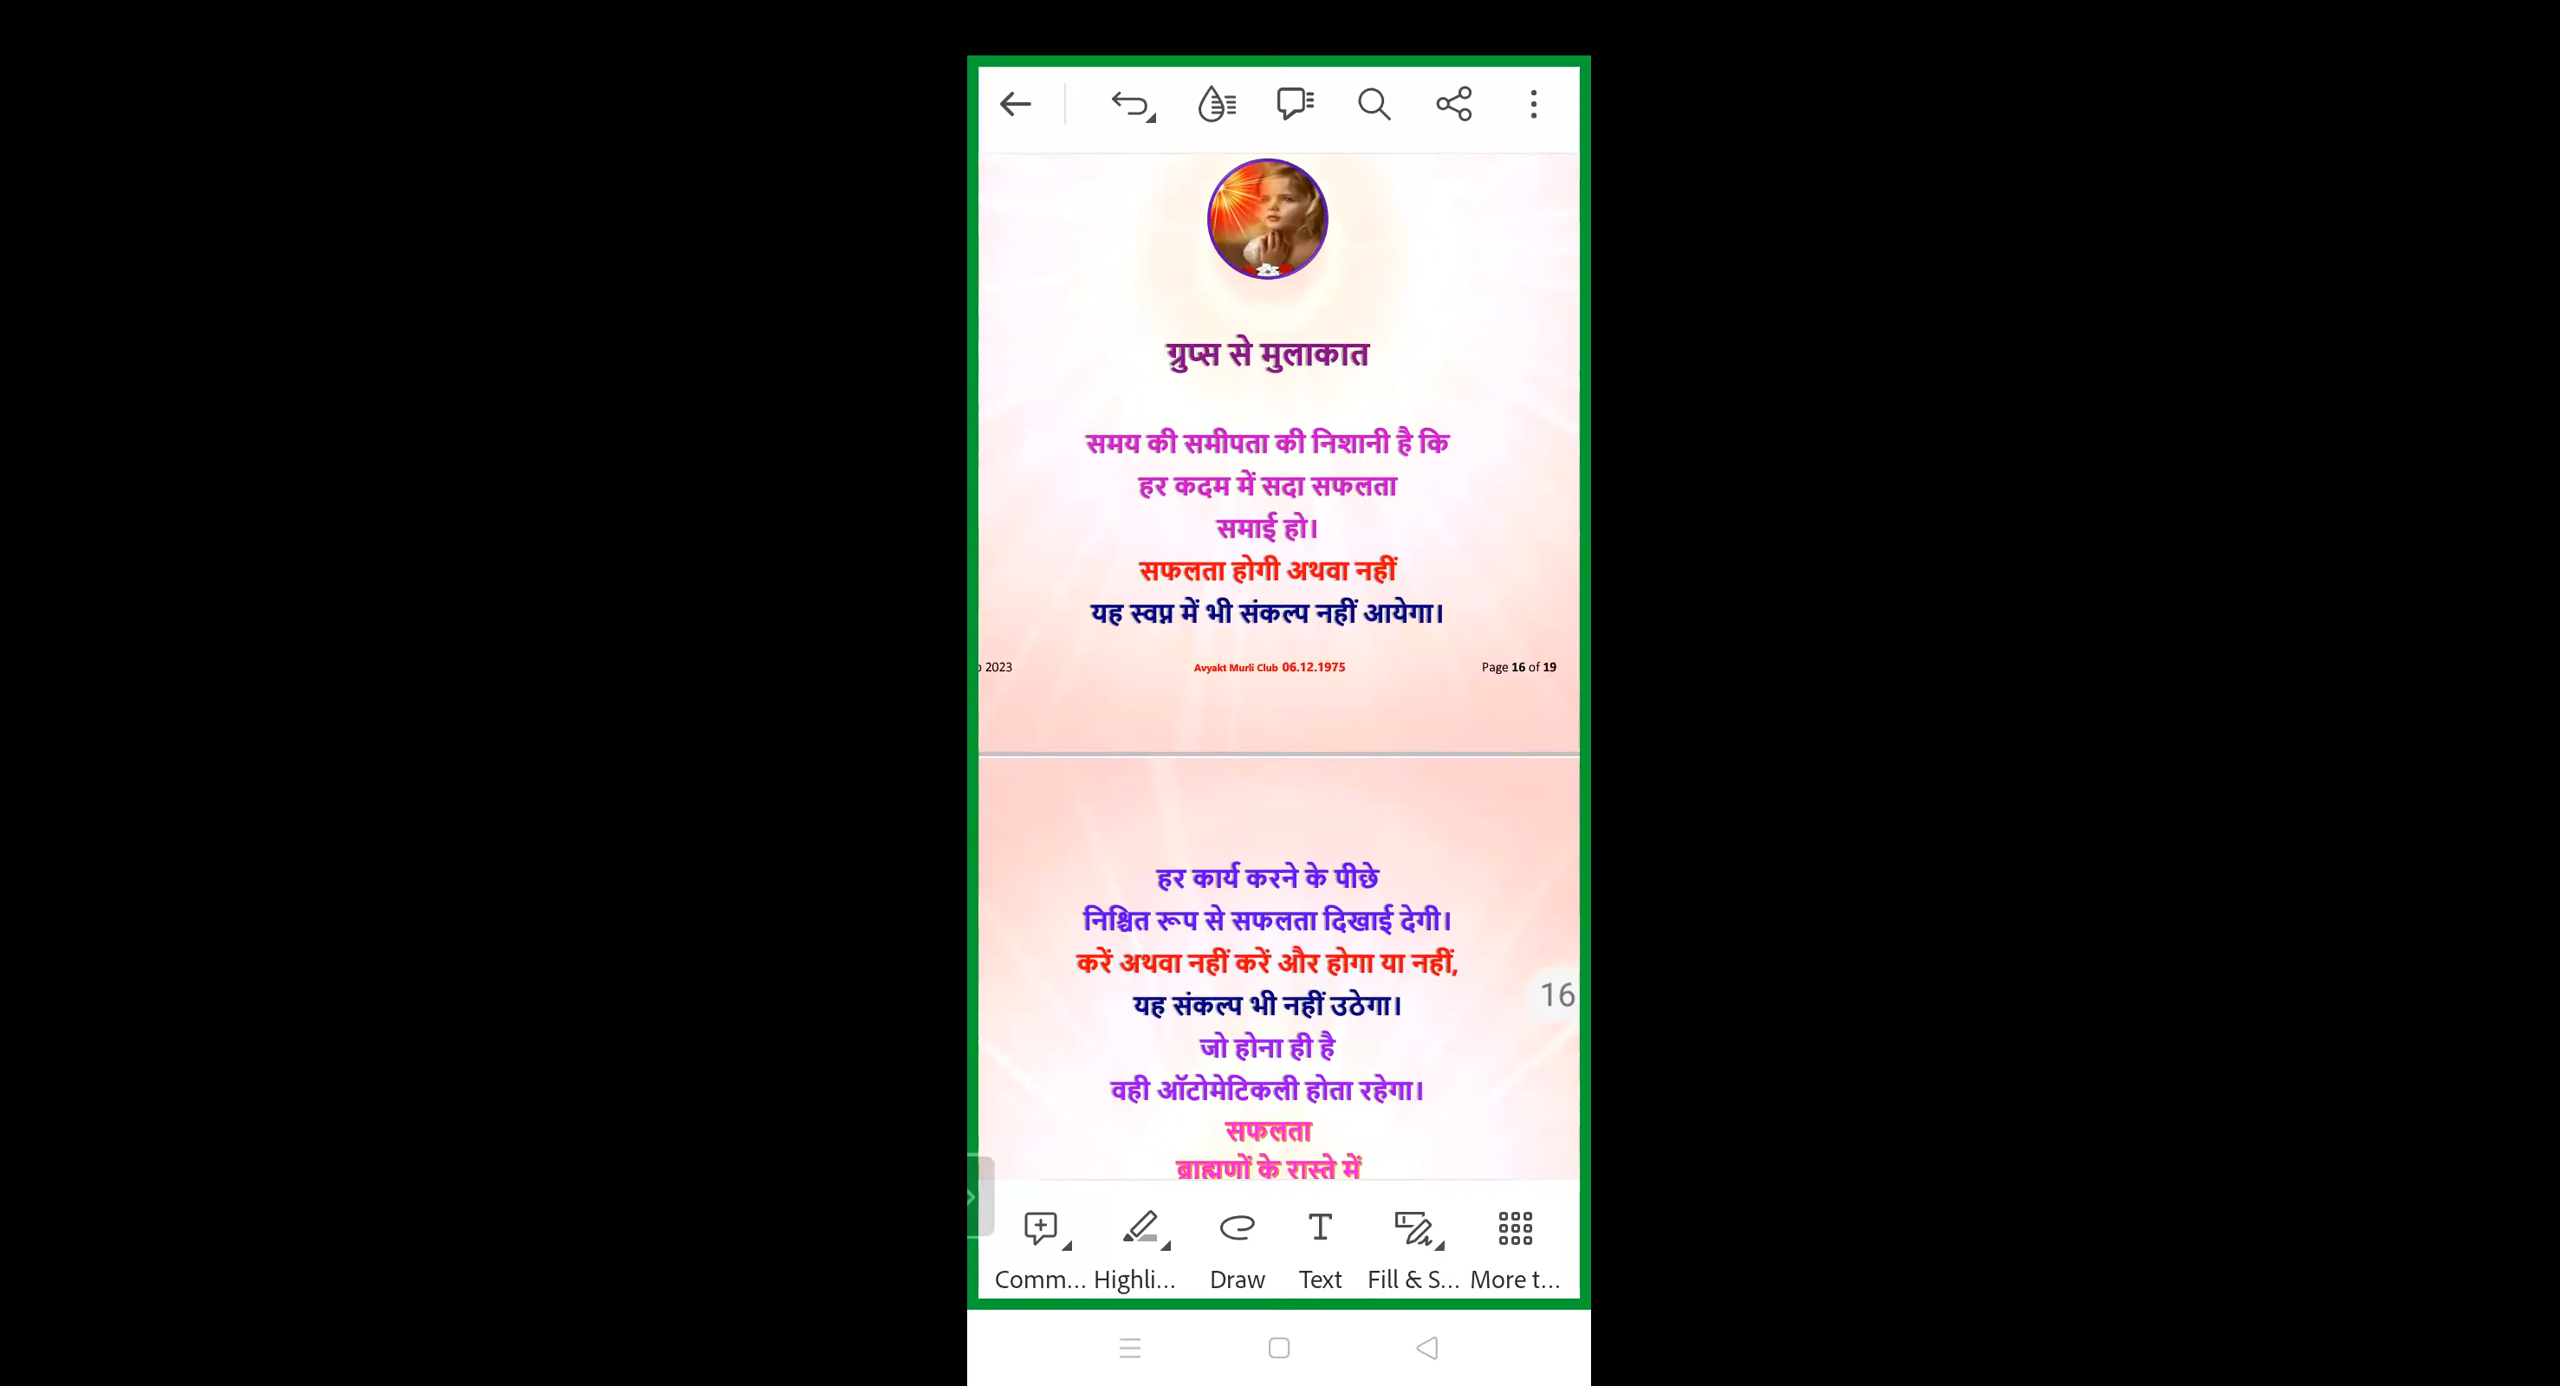 ग्रुप्स से मुलाकात
समय की समीपता की निशानी है कि
हर कदम में सदा सफलता
समाई हो।
सफलता होगी अथवा नहीं
यह स्वप्न में भी संकल्प नहीं आयेगा।
2023 Avyakt Murli Club 06.12.1975 Page 16 of 19
हर कार्य करने के पीछे
निश्चित रूप से सफलता दिखाई देगी।
करें अथवा नहीं करें और होगा या नहीं,
यह संकल्प भी नहीं उठेगा।
16
जो होना ही है
वही ऑटोमेटिकली होता रहेगा।
सफलता
ब्राह्मणों के रास्ते में
Comm... Highli... Draw Text Fill & S... More t...